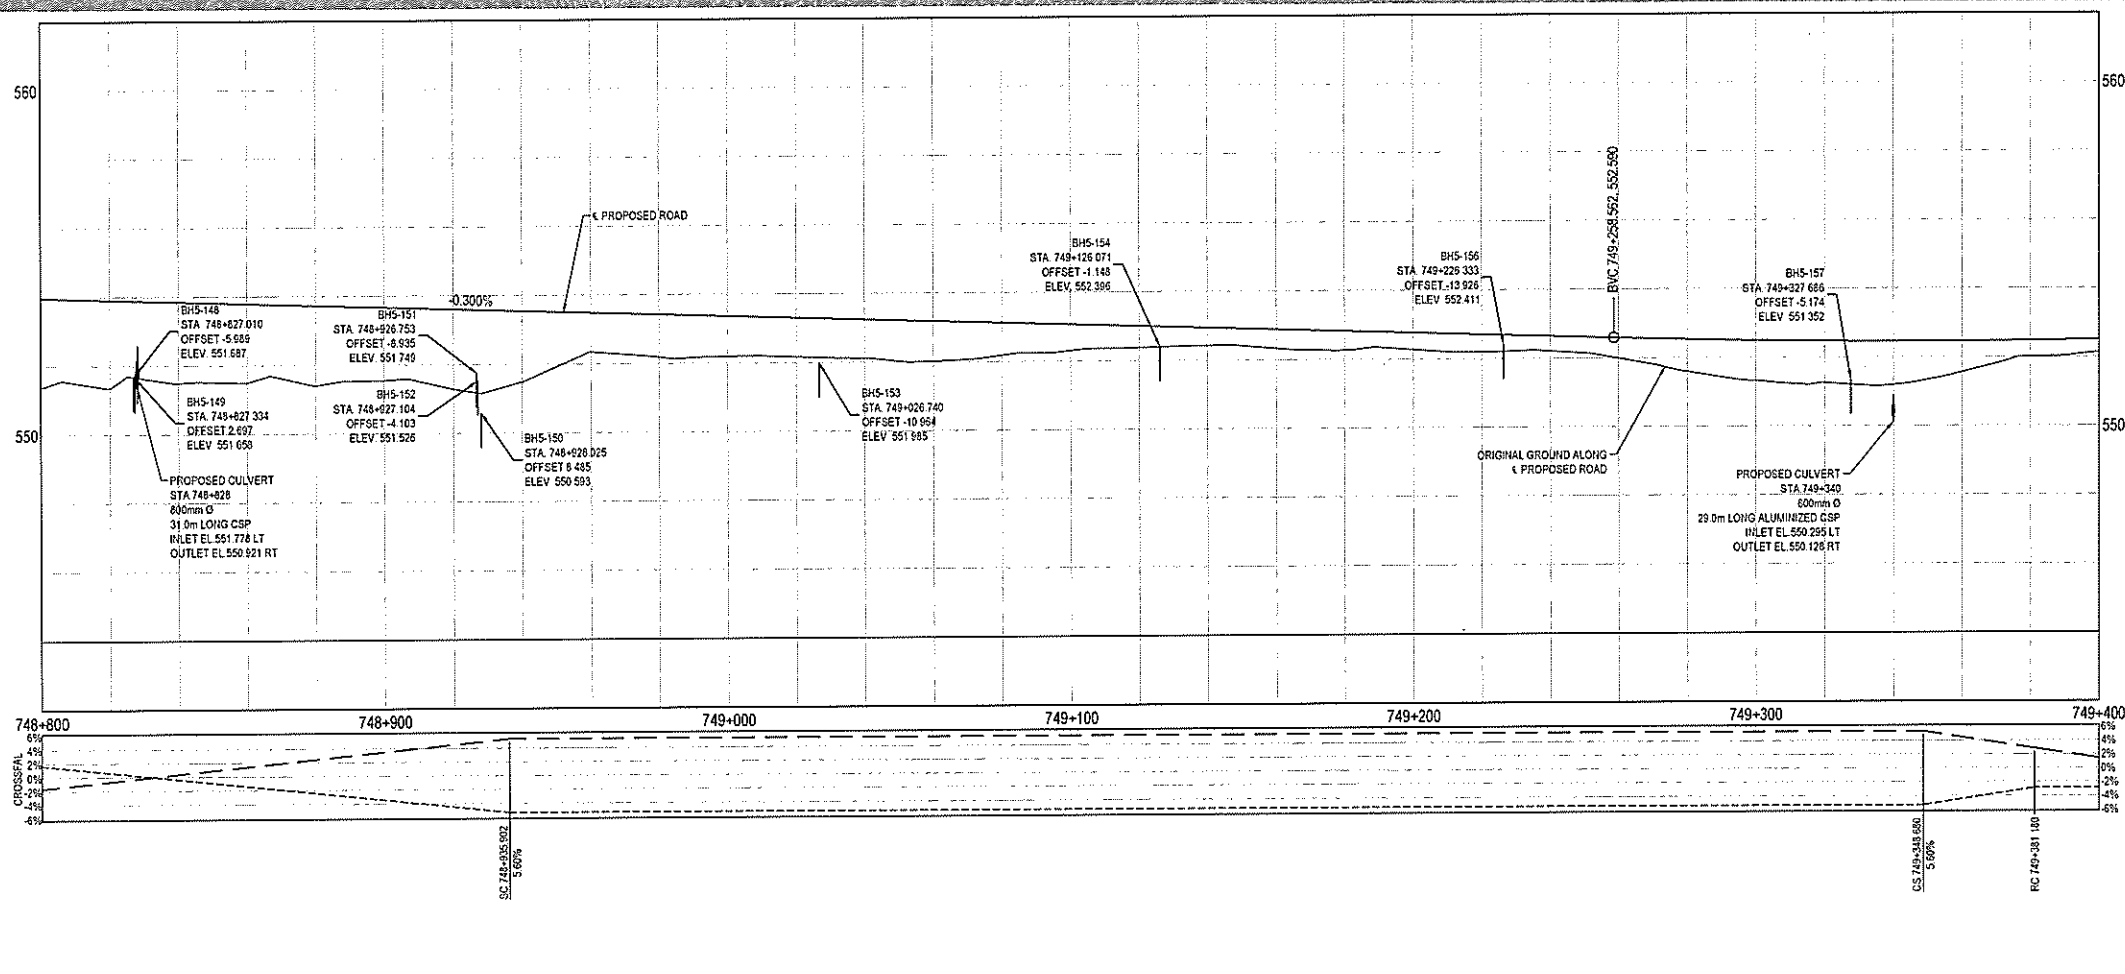 560
560
℄ PROPOSED ROAD
-0.300%
BH5-148
STA. 748+827.010
OFFSET -5.989
ELEV. 551.687
BH5-151
STA. 748+926.753
OFFSET -8.935
ELEV. 551.749
BH5-154
STA. 749+126.071
OFFSET -1.148
ELEV. 552.396
BH5-156
STA. 749+226.333
OFFSET -13.926
ELEV 552.411
BVC 749+258.562, 552.590
BH5-157
STA. 749+327.686
OFFSET -5.174
ELEV 551.352
BH5-149
STA. 748+827.334
OFFSET 2.697
ELEV 551.658
BH5-152
STA. 748+927.104
OFFSET -4.103
ELEV 551.526
BH5-150
STA. 748+928.025
OFFSET 8.485
ELEV 550.593
BH5-153
STA. 749+026.740
OFFSET -10.964
ELEV 551.985
550
550
ORIGINAL GROUND ALONG
℄ PROPOSED ROAD
PROPOSED CULVERT
STA.748+828
600mm Ø
31.0m LONG CSP
INLET EL.551.778 LT
OUTLET EL.550.921 RT
PROPOSED CULVERT
STA.749+340
600mm Ø
29.0m LONG ALUMINIZED CSP
INLET EL.550.295 LT
OUTLET EL.550.128 RT
748+800
748+900
749+000
749+100
749+200
749+300
749+400
CROSSFAL
6%
4%
2%
0%
-2%
-4%
-6%
6%
4%
2%
0%
-2%
-4%
-6%
SC 748+935.902
5.60%
CS 749+348.680
5.60%
RC 749+381.180